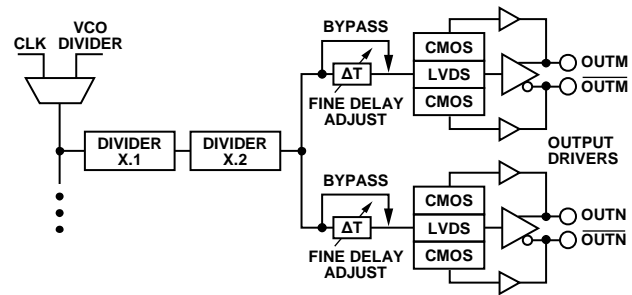 CLK
VCO
DIVIDER
DIVIDER
X.1
DIVIDER
X.2
BYPASS
ΔT
FINE DELAY
ADJUST
CMOS
LVDS
CMOS
OUTM
OUTM
OUTPUT
DRIVERS
BYPASS
ΔT
FINE DELAY
ADJUST
CMOS
LVDS
CMOS
OUTN
OUTN